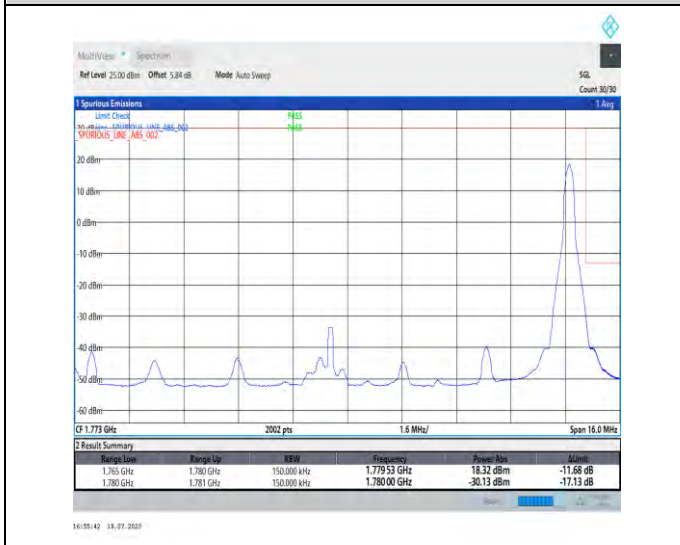 MultiView Spectrum
Ref Level 25.00 dBm Offset 5.84 dB Mode Auto Sweep SGL
Count 30/30
1 Spurious Emissions 1 Avg
Limit Check PASS
PASS
SPURIOUS_LINE_ABS_002
20 dBm
10 dBm
0 dBm
-10 dBm
-20 dBm
-30 dBm
-40 dBm
-50 dBm
-60 dBm
CF 1.773 GHz 2002 pts 1.6 MHz/ Span 16.0 MHz
2 Result Summary
Range Low Range Up RBW Frequency Power Abs ΔLimit
1.765 GHz 1.780 GHz 150.000 kHz 1.779 53 GHz 18.32 dBm -11.68 dB
1.780 GHz 1.781 GHz 150.000 kHz 1.780 00 GHz -30.13 dBm -17.13 dB
16:55:42 19.07.2023